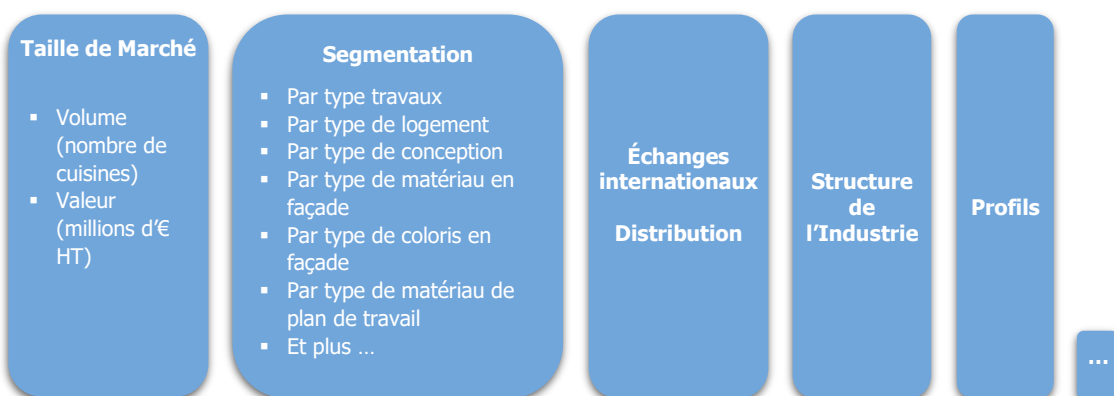 Taille de Marché
▪ Volume
(nombre de
cuisines)
▪ Valeur
(millions d'€
HT)
Segmentation
▪ Par type travaux
▪ Par type de logement
▪ Par type de conception
▪ Par type de matériau en
façade
▪ Par type de coloris en
façade
▪ Par type de matériau de
plan de travail
▪ Et plus ...
Échanges
internationaux
Distribution
Structure
de
l'Industrie
Profils
...